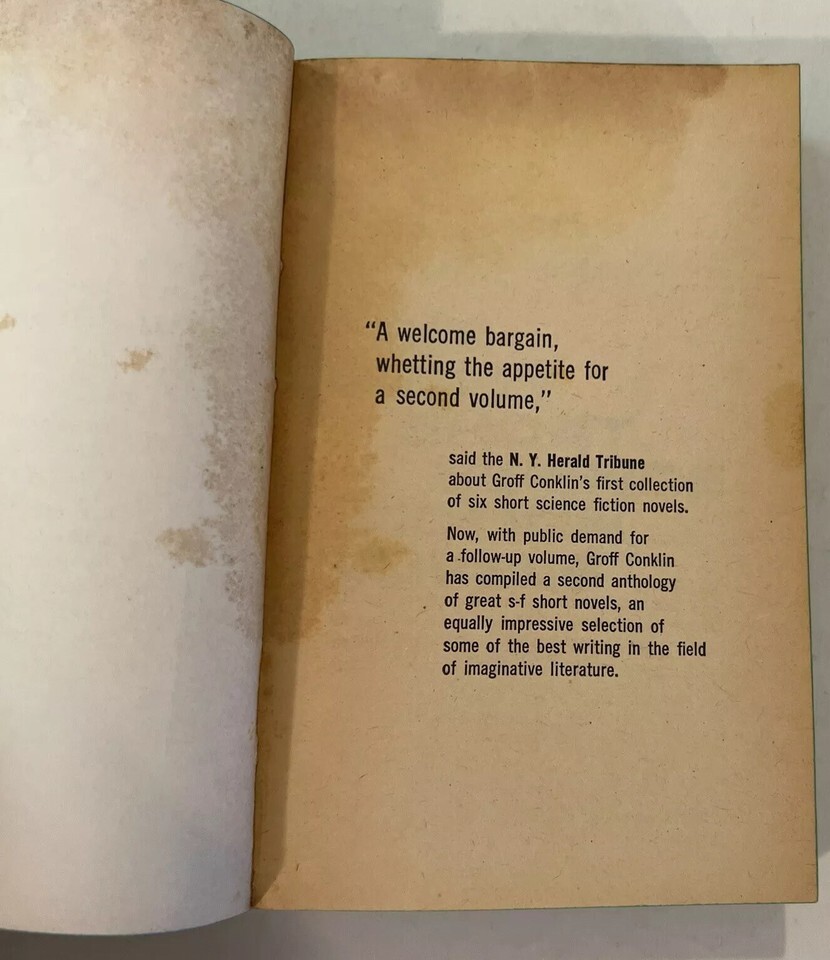 “A welcome bargain,
whetting the appetite for
a second volume,”
said the N. Y. Herald Tribune
about Groff Conklin's first collection
of six short science fiction novels.
Now, with public demand for
a follow-up volume, Groff Conklin
has compiled a second anthology
of great s-f short novels, an
equally impressive selection of
some of the best writing in the field
of imaginative literature.